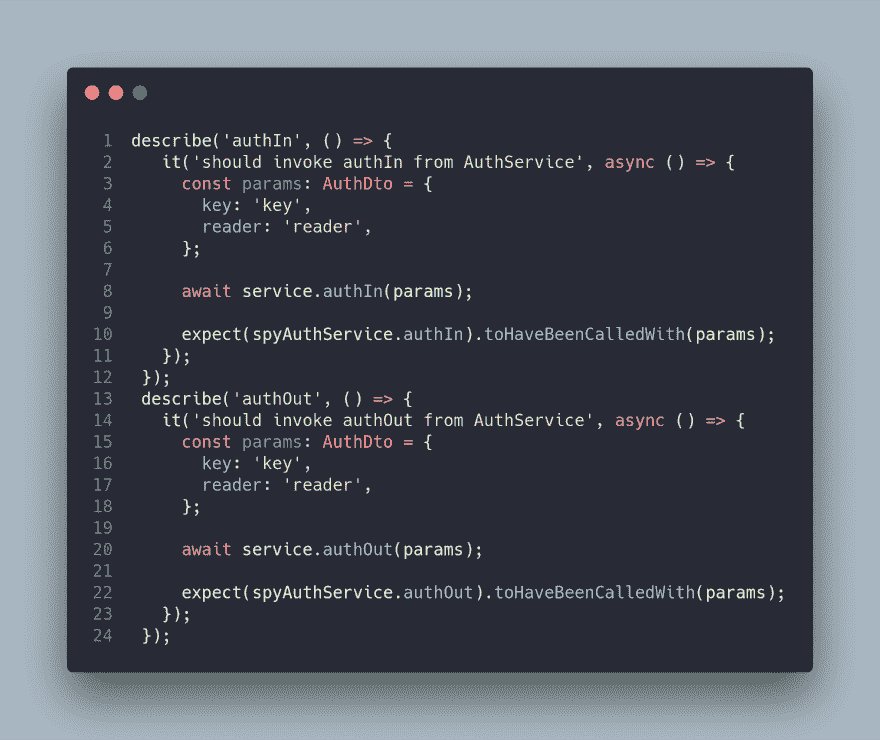 1 describe('authIn', () => {
2 it('should invoke authIn from AuthService', async () => {
3 const params: AuthDto = {
4 key: 'key',
5 reader: 'reader',
6 };
7
8 await service.authIn(params);
9
10 expect(spyAuthService.authIn).toHaveBeenCalledWith(params);
11 });
12 });
13 describe('authOut', () => {
14 it('should invoke authOut from AuthService', async () => {
15 const params: AuthDto = {
16 key: 'key',
17 reader: 'reader',
18 };
19
20 await service.authOut(params);
21
22 expect(spyAuthService.authOut).toHaveBeenCalledWith(params);
23 });
24 });